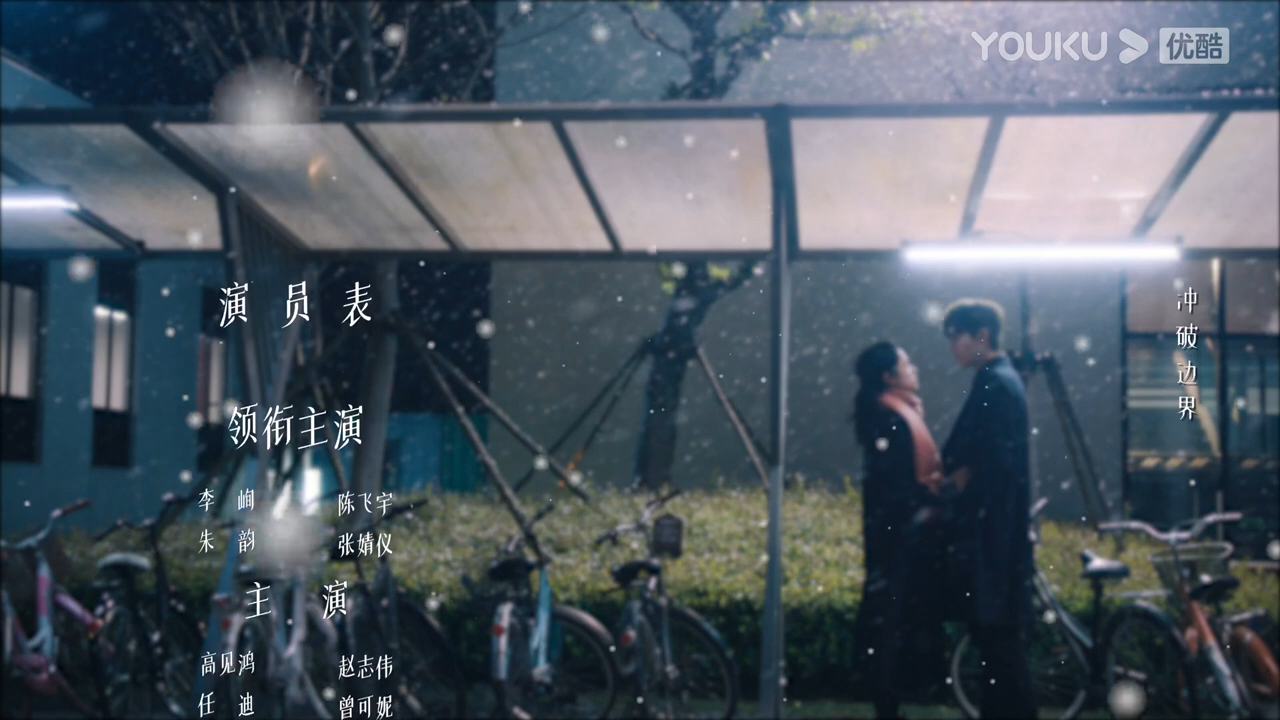 YOUKU 优酷
演员表
领衔主演
李峋 陈飞宇
朱韵 张婧仪
主演
高见鸿 赵志伟
任迪 曾可妮
冲破边界